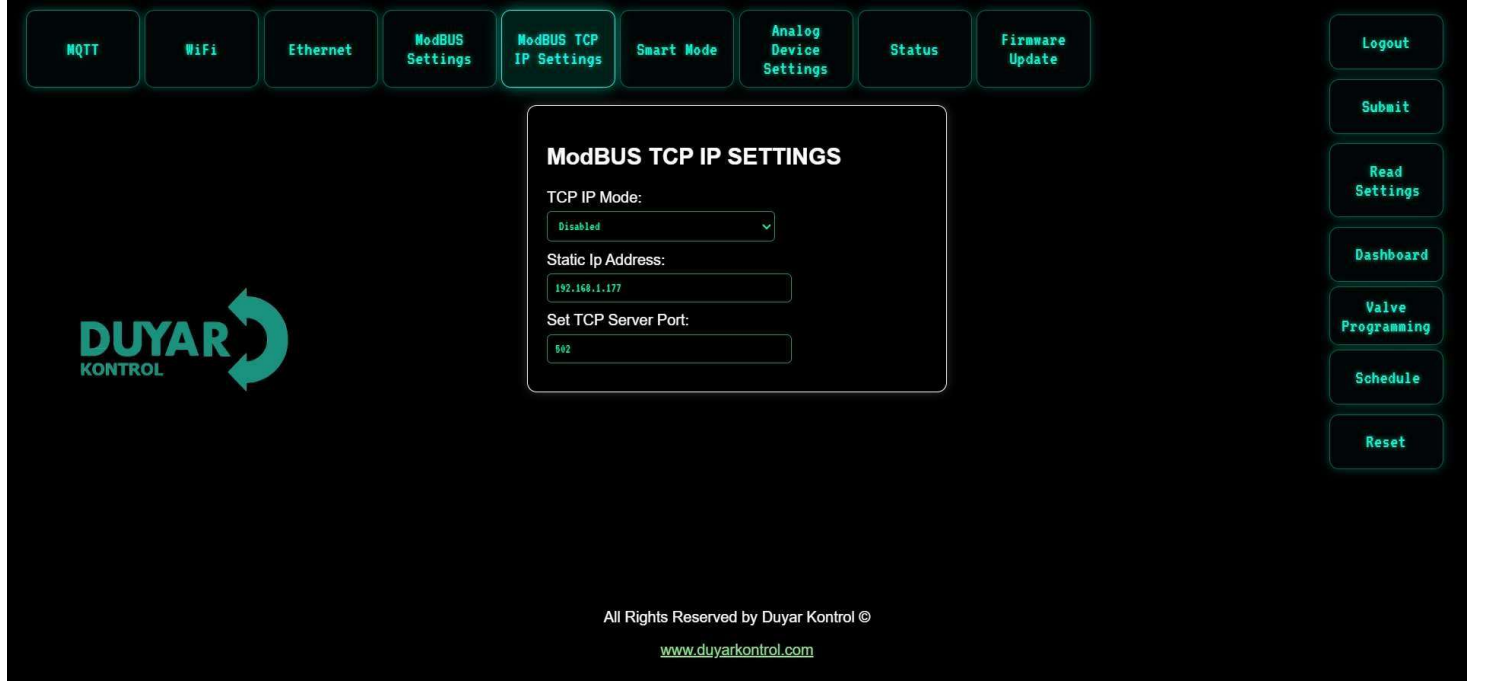 MQTT
WiFi
Ethernet
ModBUS
Settings
ModBUS TCP
IP Settings
Smart Mode
Analog
Device
Settings
Status
Firmware
Update
Logout
Submit
Read
Settings
Dashboard
Valve
Programming
Schedule
Reset
ModBUS TCP IP SETTINGS
TCP IP Mode:
Disabled
Static Ip Address:
192.168.1.177
Set TCP Server Port:
502
DUYAR
KONTROL
All Rights Reserved by Duyar Kontrol ©
www.duyarkontrol.com